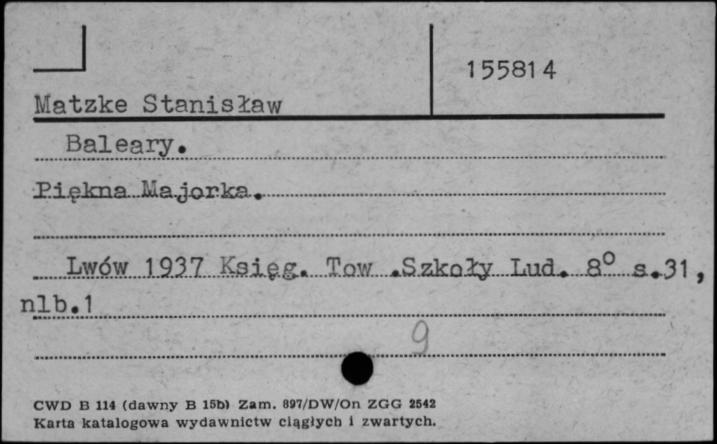 155814
Matzke Stanisław
Baleary.
Piękna Majorka.
Lwów 1937 Księg. Tow .Szkoły Lud. 8° s.31,
nlb.1
9
CWD B 114 (dawny B 15b) Zam. 897/DW/On ZGG 2542
Karta katalogowa wydawnictw ciągłych i zwartych.